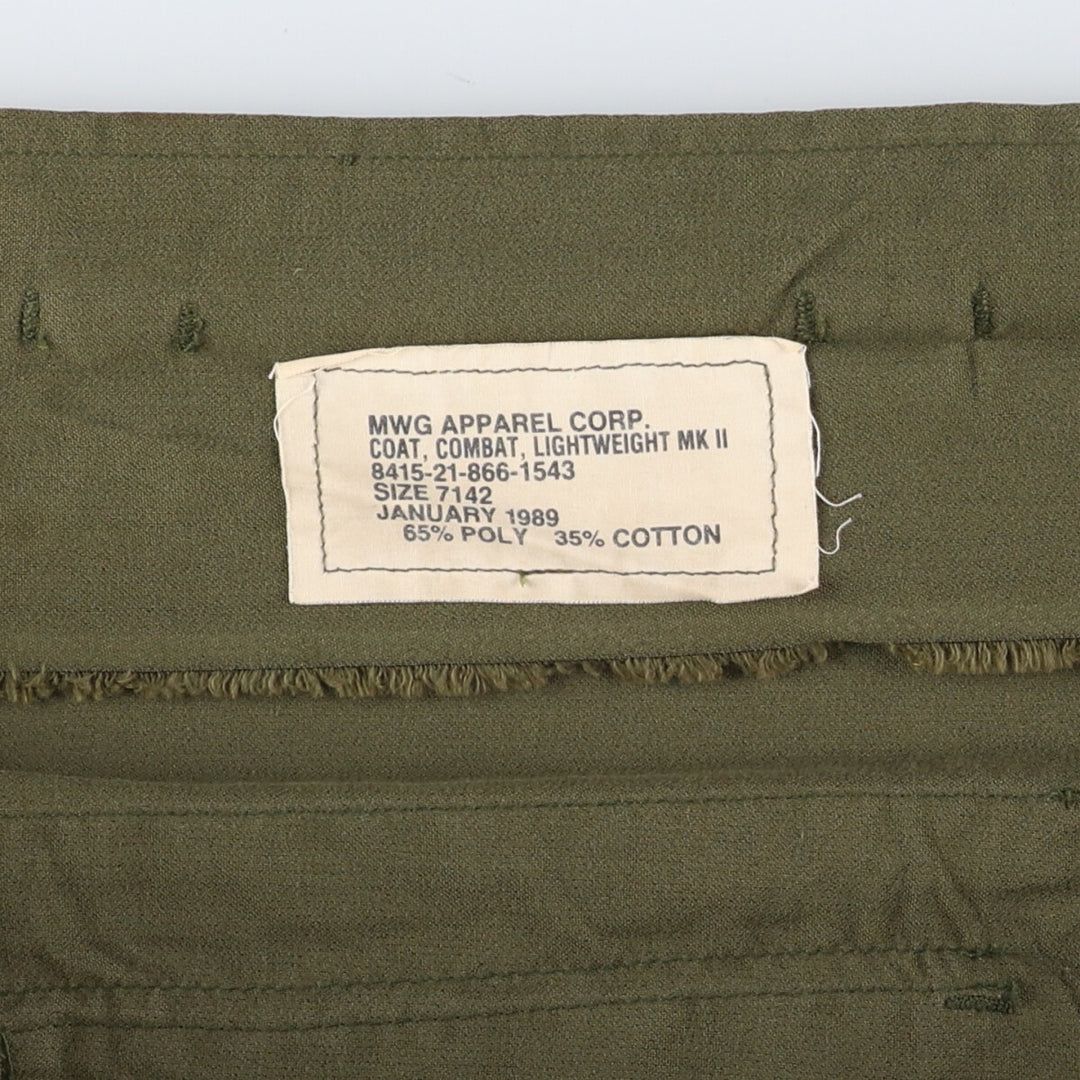 MWG APPAREL CORP.
COAT, COMBAT, LIGHTWEIGHT MK II
8415-21-866-1543
SIZE 7142
JANUARY 1989
65% POLY 35% COTTON